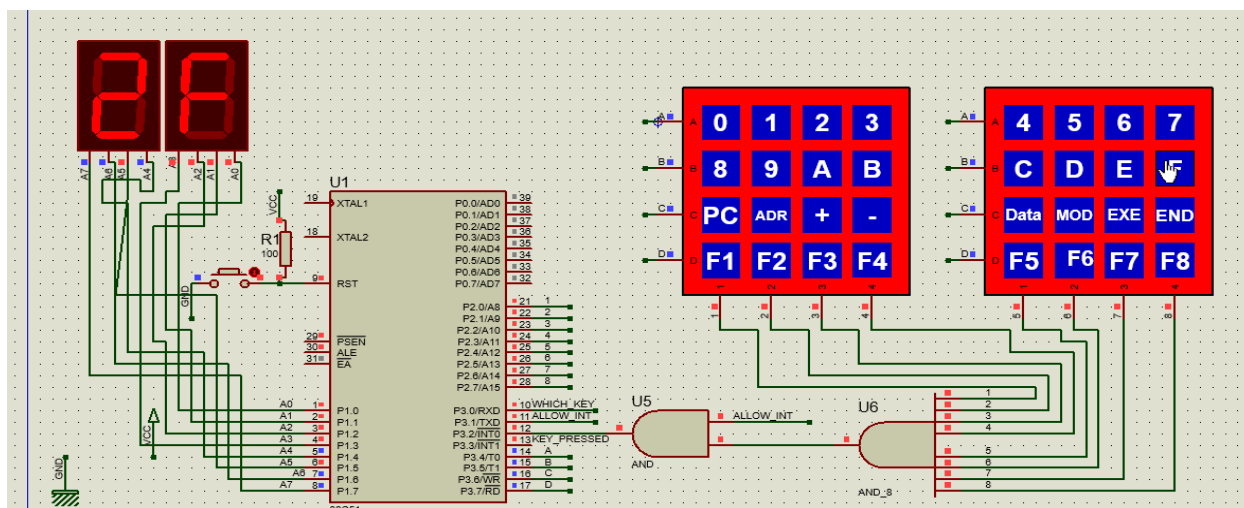 2F
A7
A6
A5
A4
A3
A2
A1
A0
U1
19
XTAL1
18
XTAL2
9
RST
29
PSEN
30
ALE
31
EA
A0 1 P1.0
A1 2 P1.1
A2 3 P1.2
A3 4 P1.3
A4 5 P1.4
A5 6 P1.5
A6 7 P1.6
A7 8 P1.7
P0.0/AD0 39
P0.1/AD1 38
P0.2/AD2 37
P0.3/AD3 36
P0.4/AD4 35
P0.5/AD5 34
P0.6/AD6 33
P0.7/AD7 32
P2.0/A8 21 1
P2.1/A9 22 2
P2.2/A10 23 3
P2.3/A11 24 4
P2.4/A12 25 5
P2.5/A13 26 6
P2.6/A14 27 7
P2.7/A15 28 8
P3.0/RXD 10 WHICH_KEY
P3.1/TXD 11 ALLOW_INT
P3.2/INT0 12
P3.3/INT1 13 KEY_PRESSED
P3.4/T0 14 A
P3.5/T1 15 B
P3.6/WR 16 C
P3.7/RD 17 D
VCC
R1
100
GND
VCC
GND
U5
AND
ALLOW_INT
U6
AND_8
1
2
3
4
5
6
7
8
A A 0 1 2 3
B B 8 9 A B
C C PC ADR + -
D D F1 F2 F3 F4
1 2 3 4
1 2 3 4
A A 4 5 6 7
B B C D E F
C C Data MOD EXE END
D D F5 F6 F7 F8
1 2 3 4
5 6 7 8